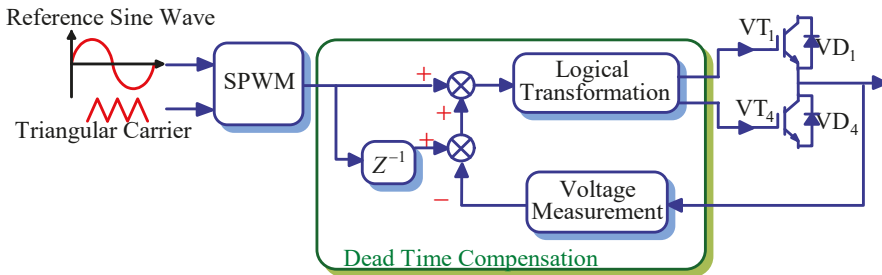 Reference Sine Wave
Triangular Carrier
SPWM
+
+
+
−
Z⁻¹
Logical
Transformation
Voltage
Measurement
Dead Time Compensation
VT₁
VD₁
VT₄
VD₄